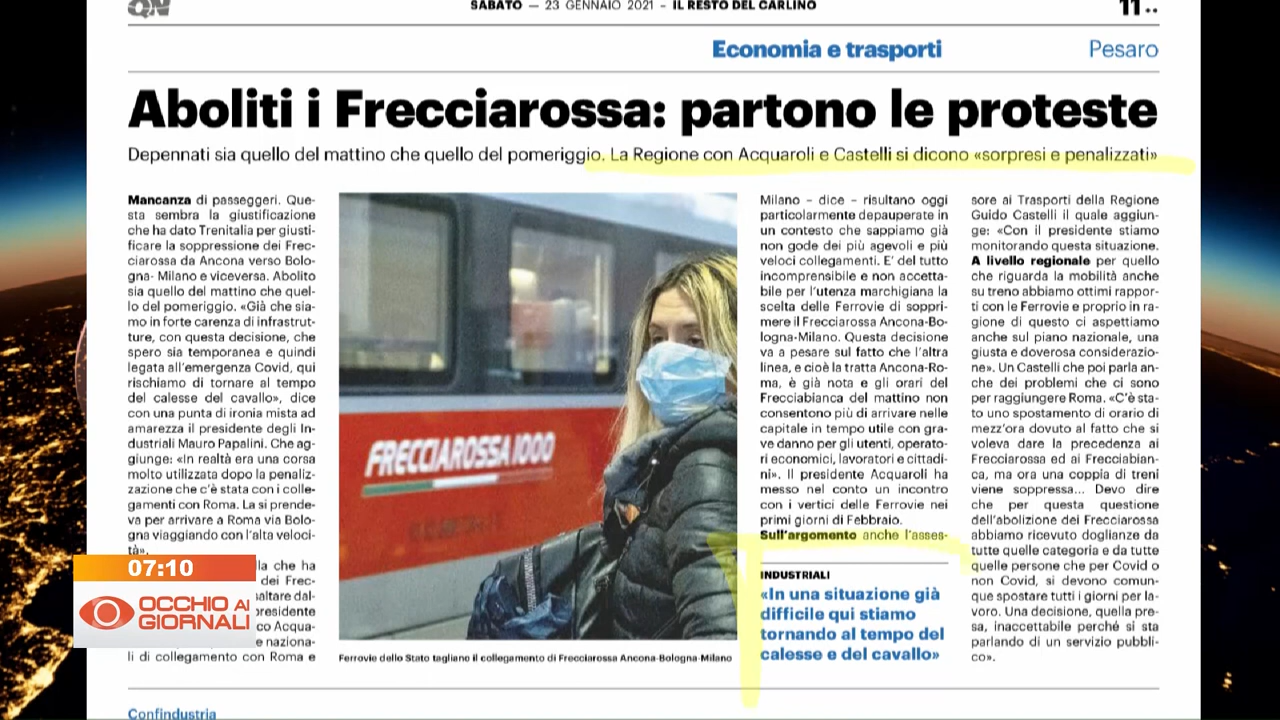 QN
SABATO — 23 GENNAIO 2021 – IL RESTO DEL CARLINO
11 ••
Economia e trasporti
Pesaro
Aboliti i Frecciarossa: partono le proteste
Depennati sia quello del mattino che quello del pomeriggio. La Regione con Acquaroli e Castelli si dicono «sorpresi e penalizzati»
Mancanza di passeggeri. Que-
sta sembra la giustificazione
che ha dato Trenitalia per giusti-
ficare la soppressione dei Frec-
ciarossa da Ancona verso Bolo-
gna- Milano e viceversa. Abolito
sia quello del mattino che quel-
lo del pomeriggio. «Già che sia-
mo in forte carenza di infrastrut-
ture, con questa decisione, che
spero sia temporanea e quindi
legata all'emergenza Covid, qui
rischiamo di tornare al tempo
del calesse del cavallo», dice
con una punta di ironia mista ad
amarezza il presidente degli In-
dustriali Mauro Papalini. Che ag-
giunge: «In realtà era una corsa
molto utilizzata dopo la penaliz-
zazione che c'è stata con i colle-
gamenti con Roma. La si prende-
va per arrivare a Roma via Bolo-
gna viaggiando con l'alta veloci-
tà».
la che ha
dei Frec-
altare dal-
presidente
co Acqua-
e naziona-
li di collegamento con Roma e
FRECCIAROSSA 1000
Ferrovie dello Stato tagliano il collegamento di Frecciarossa Ancona-Bologna-Milano
Milano – dice – risultano oggi
particolarmente depauperate in
un contesto che sappiamo già
non gode dei più agevoli e più
veloci collegamenti. E' del tutto
incomprensibile e non accetta-
bile per l'utenza marchigiana la
scelta delle Ferrovie di soppri-
mere il Frecciarossa Ancona-Bo-
logna-Milano. Questa decisione
va a pesare sul fatto che l'altra
linea, e cioè la tratta Ancona-Ro-
ma, è già nota e gli orari del
Frecciabianca del mattino non
consentono più di arrivare nelle
capitale in tempo utile con gra-
ve danno per gli utenti, operato-
ri economici, lavoratori e cittadi-
ni». Il presidente Acquaroli ha
messo nel conto un incontro
con i vertici delle Ferrovie nei
primi giorni di Febbraio.
Sull'argomento anche l'asses-
INDUSTRIALI
«In una situazione già
difficile qui stiamo
tornando al tempo del
calesse e del cavallo»
sore ai Trasporti della Regione
Guido Castelli il quale aggiun-
ge: «Con il presidente stiamo
monitorando questa situazione.
A livello regionale per quello
che riguarda la mobilità anche
su treno abbiamo ottimi rappor-
ti con le Ferrovie e proprio in ra-
gione di questo ci aspettiamo
anche sul piano nazionale, una
giusta e doverosa considerazio-
ne». Un Castelli che poi parla an-
che dei problemi che ci sono
per raggiungere Roma. «C'è sta-
to uno spostamento di orario di
mezz'ora dovuto al fatto che si
voleva dare la precedenza ai
Frecciarossa ed ai Frecciabian-
ca, ma ora una coppia di treni
viene soppressa... Devo dire
che per questa questione
dell'abolizione dei Frecciarossa
abbiamo ricevuto doglianze da
tutte quelle categoria e da tutte
quelle persone che per Covid o
non Covid, si devono comun-
que spostare tutti i giorni per la-
voro. Una decisione, quella pre-
sa, inaccettabile perché si sta
parlando di un servizio pubbli-
co».
07:10
OCCHIO AI
GIORNALI
Confindustria